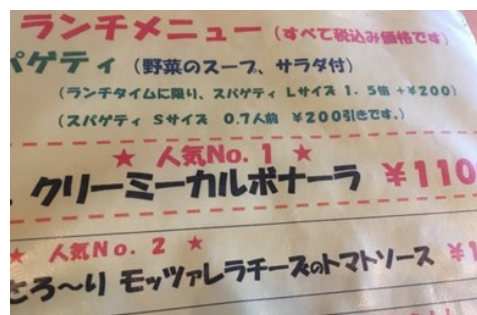 ランチメニュー（すべて税込み価格です）
パゲティ（野菜のスープ、サラダ付）
（ランチタイムに限り、スパゲティ Lサイズ 1.5倍 +¥200）
（スパゲティ Sサイズ 0.7人前 ¥200引きです。）
★ 人気No.1 ★
クリーミーカルボナーラ ¥110
★ 人気No.2 ★
とろ～り モッツァレラチーズのトマトソース ¥1